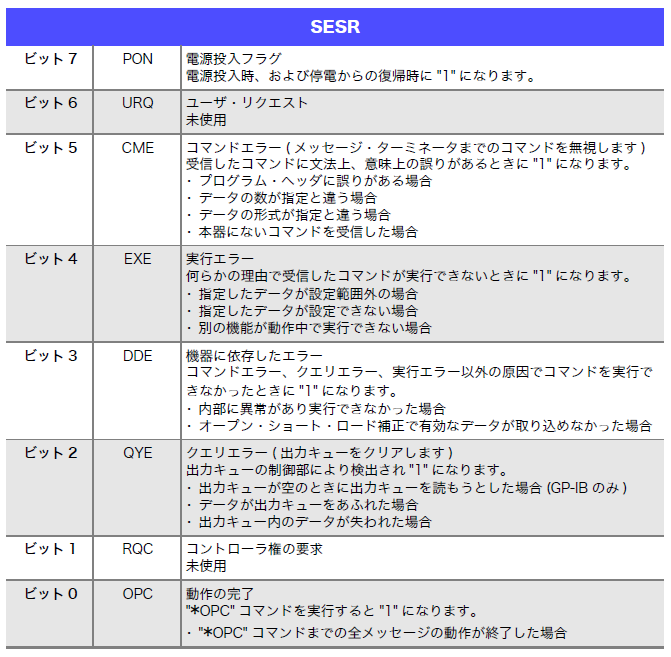 SESR
ビット 7 PON 電源投入フラグ
電源投入時、および停電からの復帰時に "1" になります。
ビット 6 URQ ユーザ・リクエスト
未使用
ビット 5 CME コマンドエラー ( メッセージ・ターミネータまでのコマンドを無視します )
受信したコマンドに文法上、意味上の誤りがあるときに "1" になります。
・ プログラム・ヘッダに誤りがある場合
・ データの数が指定と違う場合
・ データの形式が指定と違う場合
・ 本器にないコマンドを受信した場合
ビット 4 EXE 実行エラー
何らかの理由で受信したコマンドが実行できないときに "1" になります。
・ 指定したデータが設定範囲外の場合
・ 指定したデータが設定できない場合
・ 別の機能が動作中で実行できない場合
ビット 3 DDE 機器に依存したエラー
コマンドエラー、クエリエラー、実行エラー以外の原因でコマンドを実行で
きなかったときに "1" になります。
・ 内部に異常があり実行できなかった場合
・ オープン・ショート・ロード補正で有効なデータが取り込めなかった場合
ビット 2 QYE クエリエラー ( 出力キューをクリアします )
出力キューの制御部により検出され "1" になります。
・ 出力キューが空のときに出力キューを読もうとした場合 (GP-IB のみ )
・ データが出力キューをあふれた場合
・ 出力キュー内のデータが失われた場合
ビット 1 RQC コントローラ権の要求
未使用
ビット 0 OPC 動作の完了
"*OPC" コマンドを実行すると "1" になります。
・ "*OPC" コマンドまでの全メッセージの動作が終了した場合